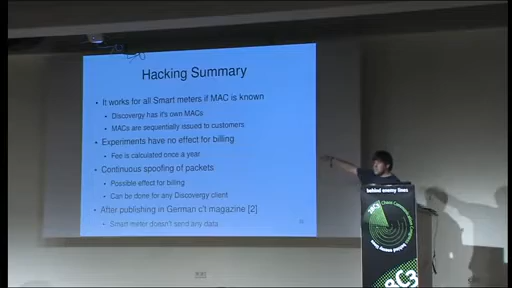 Hacking Summary
• It works for all Smart meters if MAC is known
• Discovergy has it's own MACs
• MACs are sequentially issued to customers
• Experiments have no effect for billing
• Fee is calculated once a year
• Continuous spoofing of packets
• Possible effect for billing
• Can be done for any Discovergy client
• After publishing in German c't magazine [2]
• Smart meter doesn't send any data
behind enemy lines